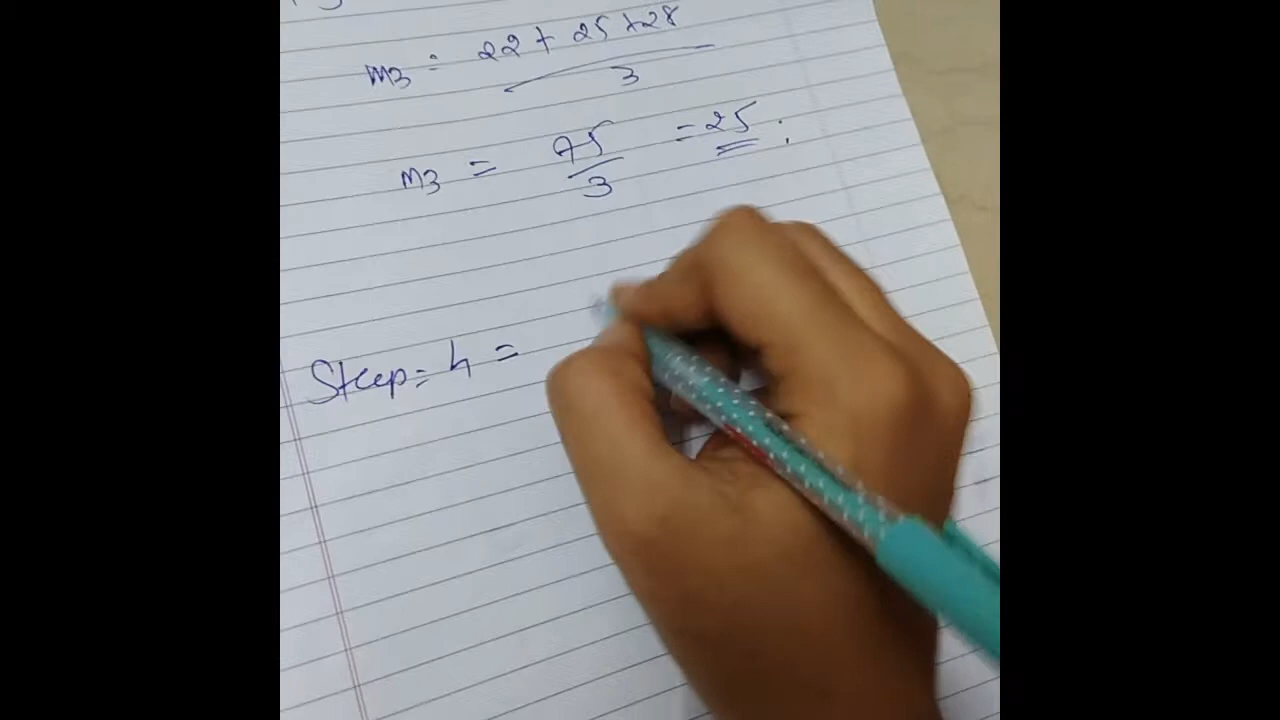 m3 = 22 + 25 + 28
3
m3 = 75 = 25 :
3
Steep = 4 =